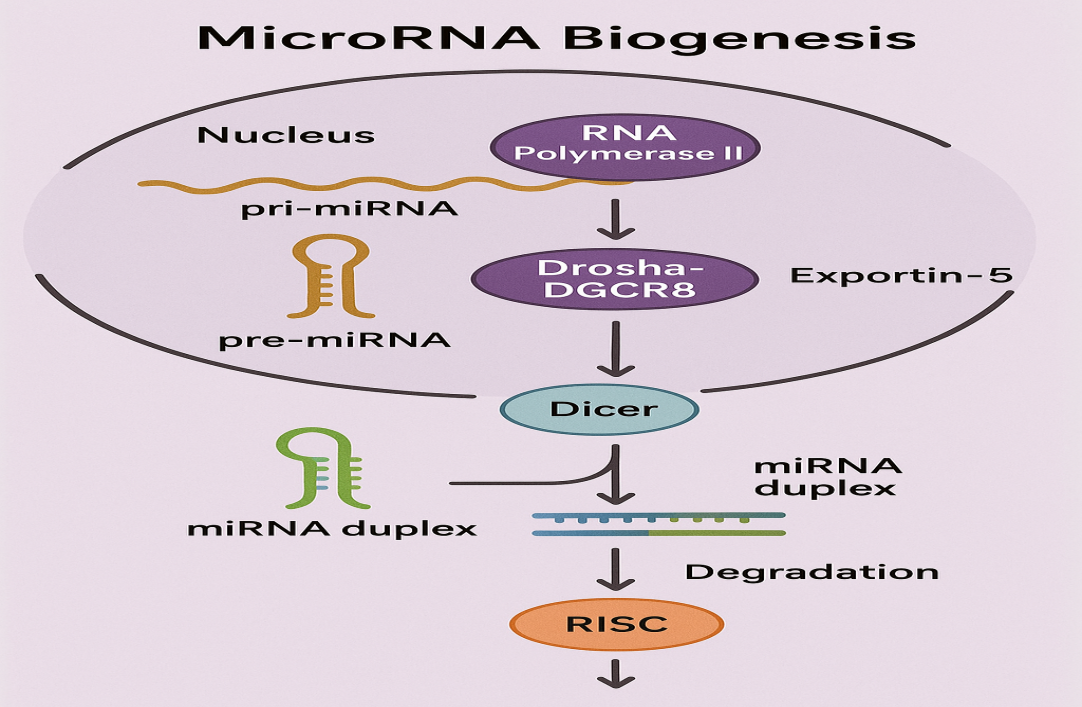 MicroRNA Biogenesis
Nucleus
RNA
Polymerase II
pri-miRNA
Drosha-
DGCR8
Exportin-5
pre-miRNA
Dicer
miRNA
duplex
miRNA duplex
Degradation
RISC